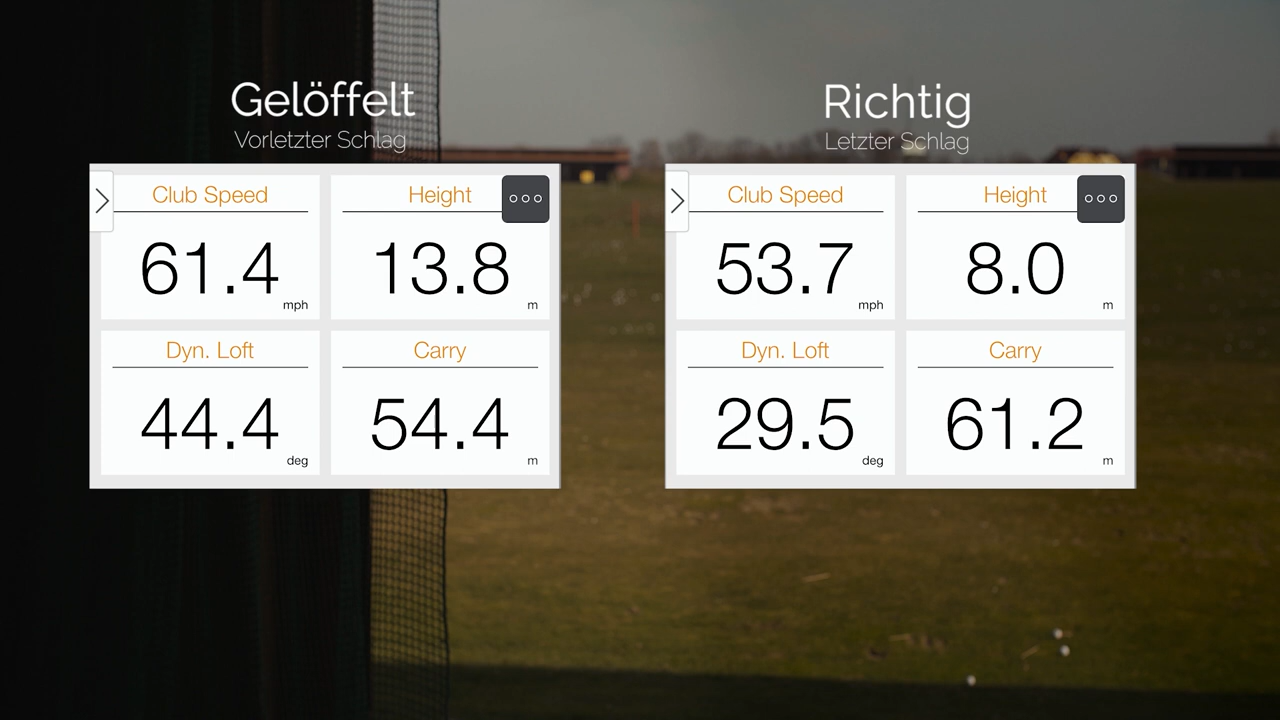 Gelöffelt
Vorletzter Schlag
Club Speed
61.4
mph
Height
13.8
m
Dyn. Loft
44.4
deg
Carry
54.4
m
Richtig
Letzter Schlag
Club Speed
53.7
mph
Height
8.0
m
Dyn. Loft
29.5
deg
Carry
61.2
m